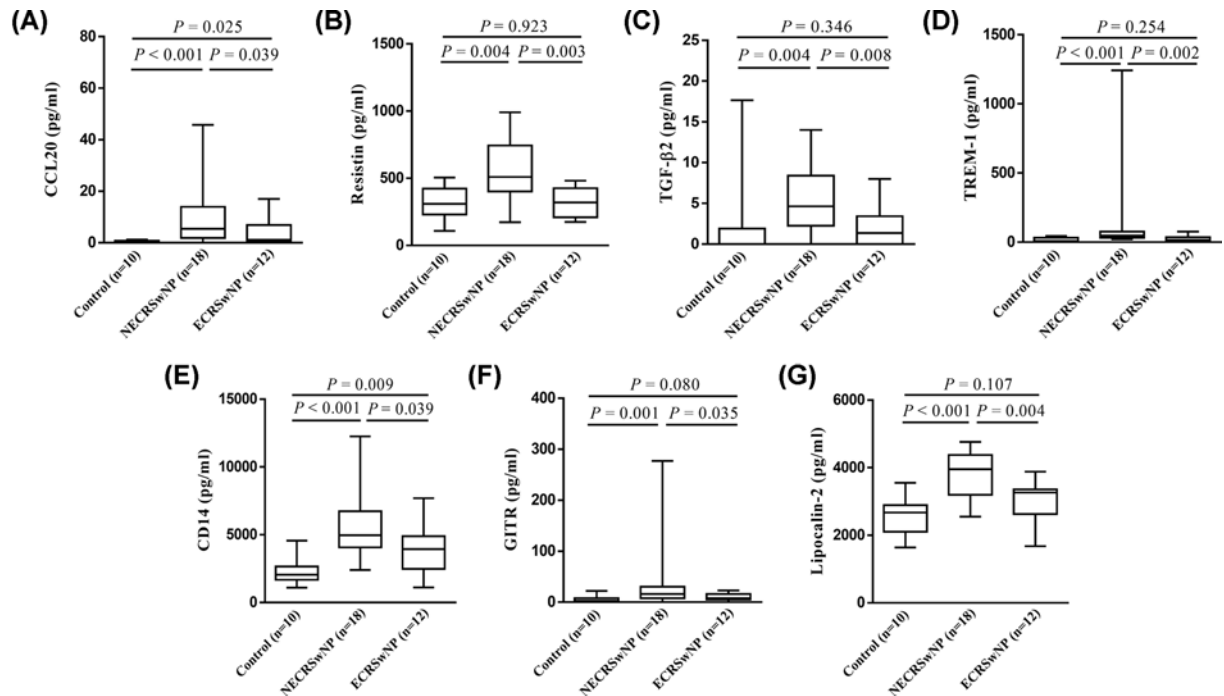 (A)
P = 0.025
P < 0.001
P = 0.039
80
60
40
20
0
CCL20 (pg/ml)
Control (n=10)
NECRSwNP (n=18)
ECRSwNP (n=12)
(B)
P = 0.923
P = 0.004
P = 0.003
1500
1000
500
0
Resistin (pg/ml)
Control (n=10)
NECRSwNP (n=18)
ECRSwNP (n=12)
(C)
P = 0.346
P = 0.004
P = 0.008
25
20
15
10
5
0
TGF-β2 (pg/ml)
Control (n=10)
NECRSwNP (n=18)
ECRSwNP (n=12)
(D)
P = 0.254
P < 0.001
P = 0.002
1500
1000
500
0
TREM-1 (pg/ml)
Control (n=10)
NECRSwNP (n=18)
ECRSwNP (n=12)
(E)
P = 0.009
P < 0.001
P = 0.039
15000
10000
5000
0
CD14 (pg/ml)
Control (n=10)
NECRSwNP (n=18)
ECRSwNP (n=12)
(F)
P = 0.080
P = 0.001
P = 0.035
400
300
200
100
0
GITR (pg/ml)
Control (n=10)
NECRSwNP (n=18)
ECRSwNP (n=12)
(G)
P = 0.107
P < 0.001
P = 0.004
6000
4000
2000
0
Lipocalin-2 (pg/ml)
Control (n=10)
NECRSwNP (n=18)
ECRSwNP (n=12)